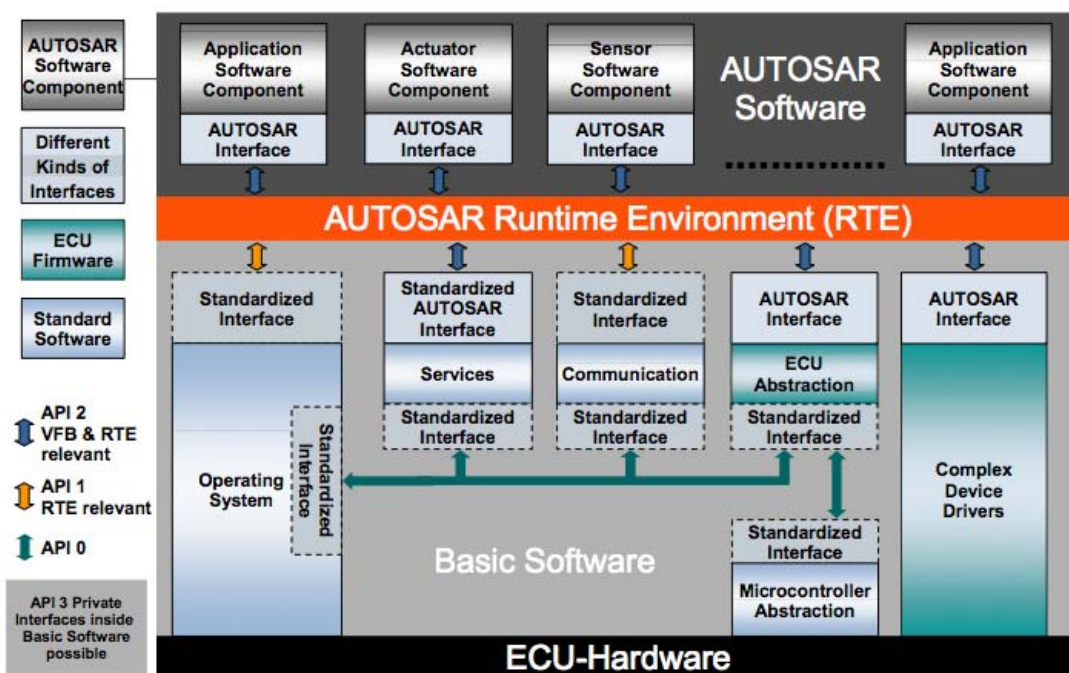 AUTOSAR
Software
Component
Different
Kinds of
Interfaces
ECU
Firmware
Standard
Software
API 2
VFB & RTE
relevant
API 1
RTE relevant
API 0
API 3 Private
Interfaces inside
Basic Software
possible
Application
Software
Component
AUTOSAR
Interface
Actuator
Software
Component
AUTOSAR
Interface
Sensor
Software
Component
AUTOSAR
Interface
AUTOSAR
Software
Application
Software
Component
AUTOSAR
Interface
AUTOSAR Runtime Environment (RTE)
Standardized
Interface
Operating
System
Standardized
Interface
Standardized
AUTOSAR
Interface
Services
Standardized
Interface
Standardized
Interface
Communication
Standardized
Interface
AUTOSAR
Interface
ECU
Abstraction
Standardized
Interface
Standardized
Interface
Microcontroller
Abstraction
AUTOSAR
Interface
Complex
Device
Drivers
Basic Software
ECU-Hardware